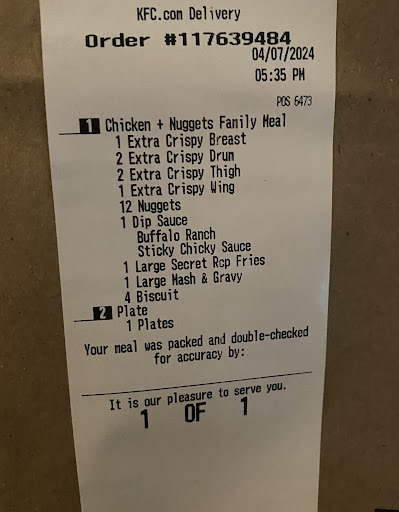 KFC.com Delivery
Order #117639484
04/07/2024
05:35 PM
POS 6473
1 Chicken + Nuggets Family Meal
1 Extra Crispy Breast
2 Extra Crispy Drum
2 Extra Crispy Thigh
1 Extra Crispy Wing
12 Nuggets
1 Dip Sauce
Buffalo Ranch
Sticky Chicky Sauce
1 Large Secret Rcp Fries
1 Large Mash & Gravy
4 Biscuit
2 Plate
1 Plates
Your meal was packed and double-checked
for accuracy by:
It is our pleasure to serve you.
1 OF 1